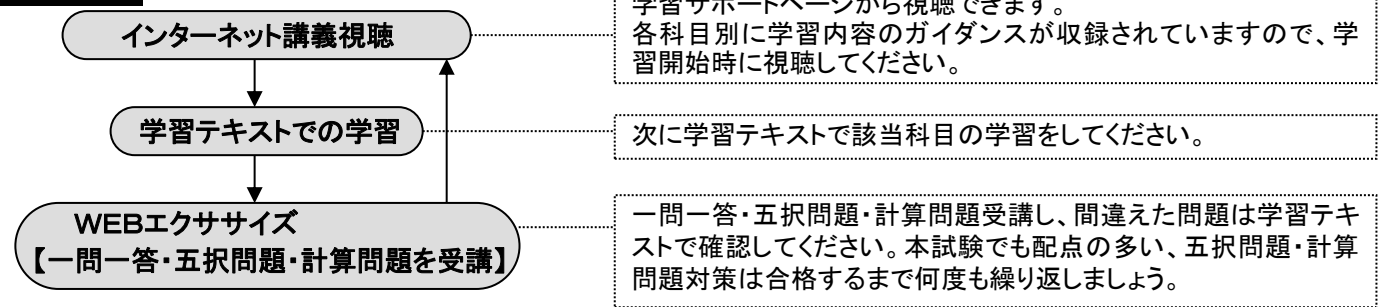 学習サポートページから視聴できます。
インターネット講義視聴
各科目別に学習内容のガイダンスが収録されていますので、学
習開始時に視聴してください。
学習テキストでの学習
次に学習テキストで該当科目の学習をしてください。
WEBエクササイズ
【一問一答・五択問題・計算問題を受講】
一問一答・五択問題・計算問題受講し、間違えた問題は学習テキ
ストで確認してください。本試験でも配点の多い、五択問題・計算
問題対策は合格するまで何度も繰り返しましょう。